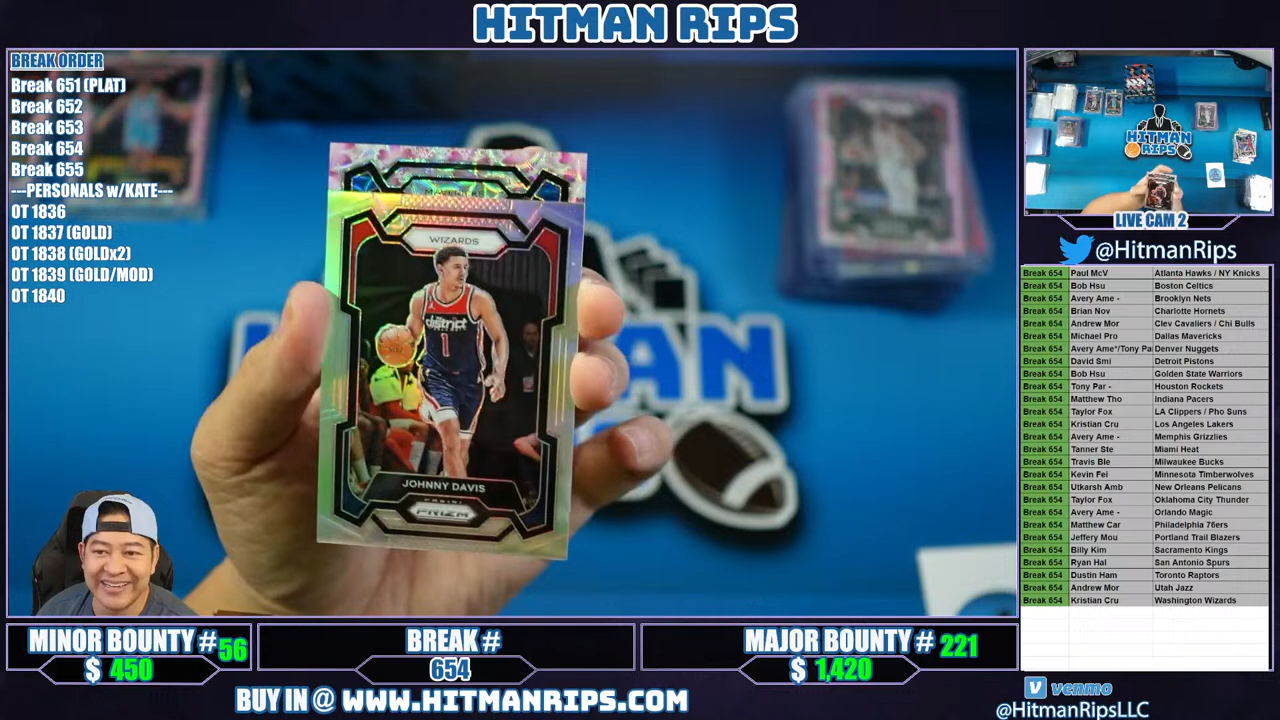 HITMAN RIPS
BREAK ORDER
Break 651 (PLAT)
Break 652
Break 653
Break 654
Break 655
---PERSONALS w/KATE---
OT 1836
OT 1837 (GOLD)
OT 1838 (GOLDx2)
OT 1839 (GOLD/MOD)
OT 1840
WIZARDS
district
1
JOHNNY DAVIS
PANINI
PRIZM
HITMAN
RIPS
LIVE CAM 2
@HitmanRips
Break 654 Paul McV Atlanta Hawks / NY Knicks
Break 654 Bob Hsu Boston Celtics
Break 654 Avery Ame - Brooklyn Nets
Break 654 Brian Nov Charlotte Hornets
Break 654 Andrew Mor Clev Cavaliers / Chi Bulls
Break 654 Michael Pro Dallas Mavericks
Break 654 Avery Ame*/Tony Pa Denver Nuggets
Break 654 David Smi Detroit Pistons
Break 654 Bob Hsu Golden State Warriors
Break 654 Tony Par - Houston Rockets
Break 654 Matthew Tho Indiana Pacers
Break 654 Taylor Fox LA Clippers / Pho Suns
Break 654 Kristian Cru Los Angeles Lakers
Break 654 Avery Ame - Memphis Grizzlies
Break 654 Tanner Ste Miami Heat
Break 654 Travis Ble Milwaukee Bucks
Break 654 Kevin Fei Minnesota Timberwolves
Break 654 Utkarsh Amb New Orleans Pelicans
Break 654 Taylor Fox Oklahoma City Thunder
Break 654 Avery Ame - Orlando Magic
Break 654 Matthew Car Philadelphia 76ers
Break 654 Jeffery Mou Portland Trail Blazers
Break 654 Billy Kim Sacramento Kings
Break 654 Ryan Hal San Antonio Spurs
Break 654 Dustin Ham Toronto Raptors
Break 654 Andrew Mor Utah Jazz
Break 654 Kristian Cru Washington Wizards
MINOR BOUNTY # 56
$ 450
BREAK #
654
MAJOR BOUNTY # 221
$ 1,420
BUY IN @ WWW.HITMANRIPS.COM
venmo
@HitmanRipsLLC